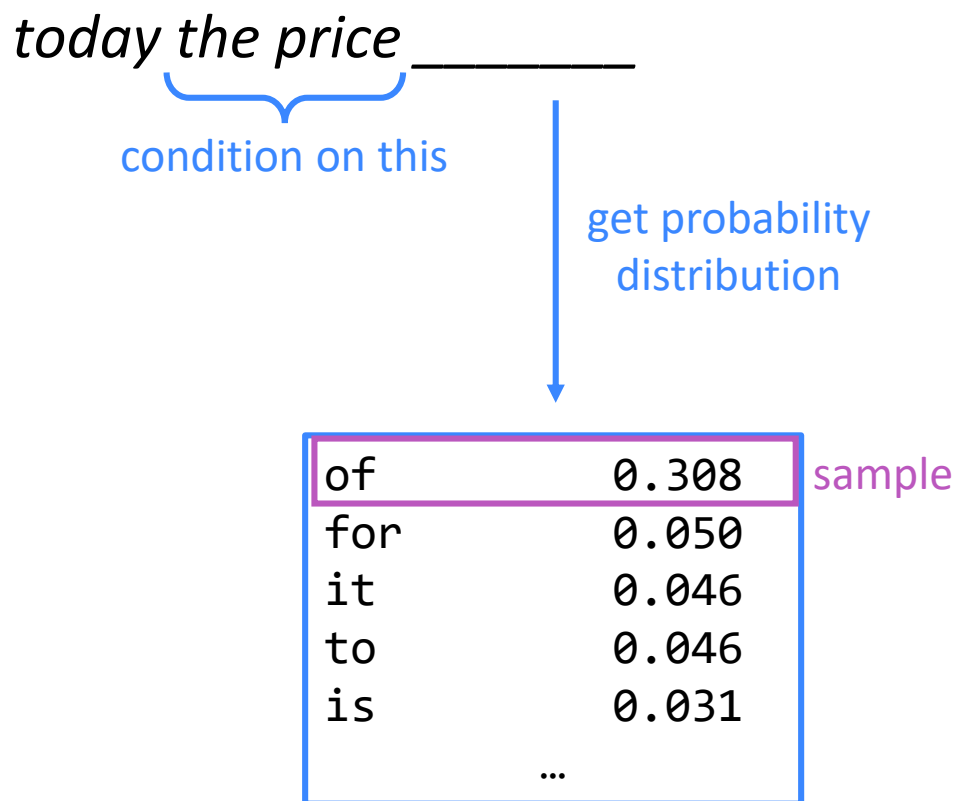 today the price _______
condition on this
get probability
distribution
of 0.308 sample
for 0.050
it 0.046
to 0.046
is 0.031
…